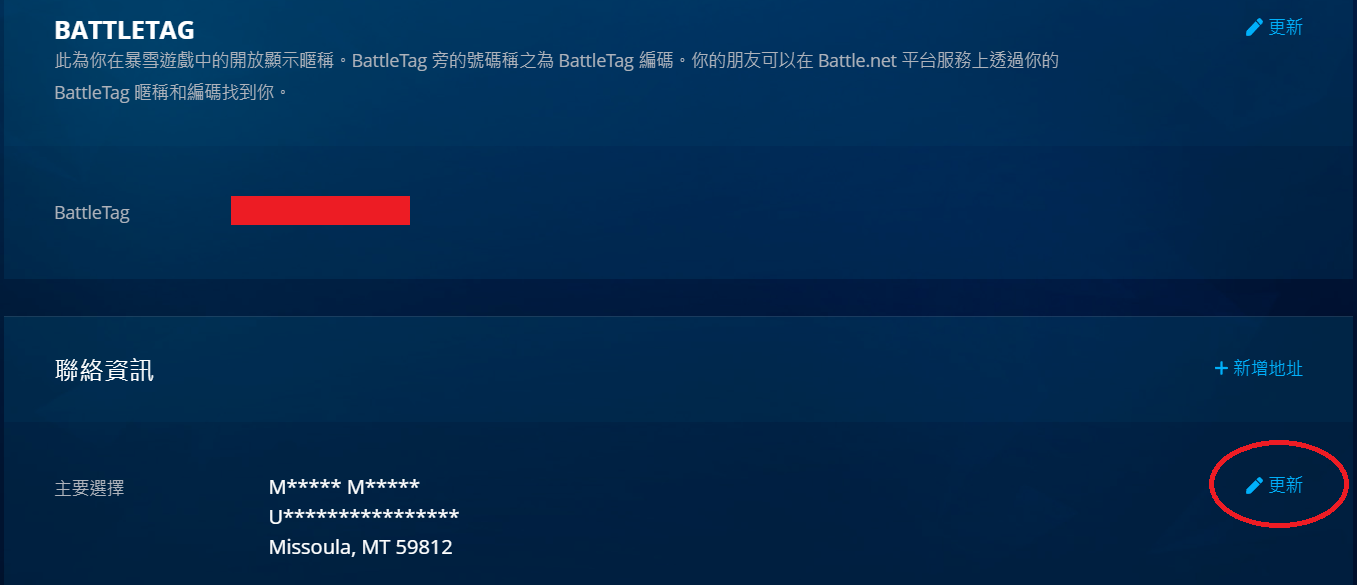 BATTLETAG
更新
此為你在暴雪遊戲中的開放顯示暱稱。BattleTag 旁的號碼稱之為 BattleTag 編碼。你的朋友可以在 Battle.net 平台服務上透過你的
BattleTag 暱稱和編碼找到你。
BattleTag
聯絡資訊
+ 新增地址
主要選擇
M***** M*****
更新
U****************
Missoula, MT 59812